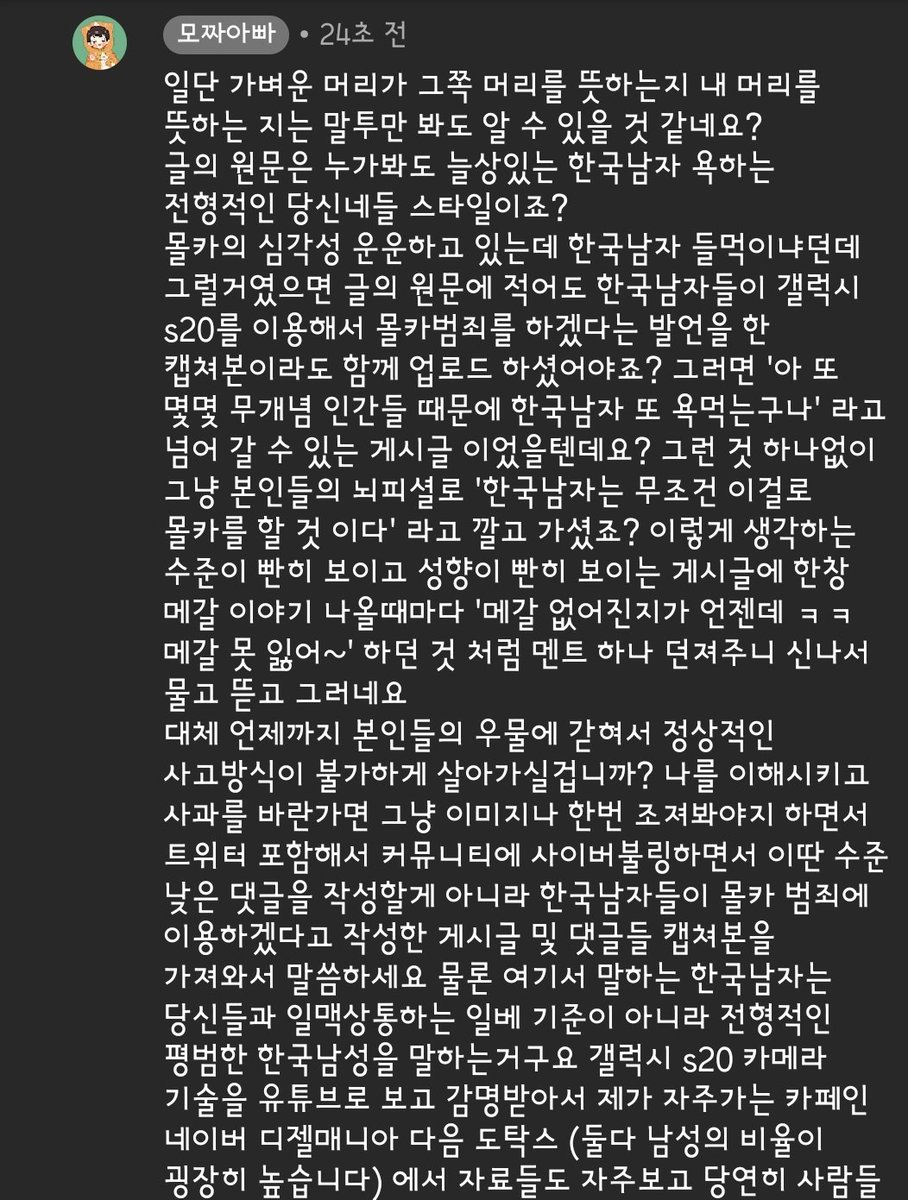 모짜아빠 • 24초 전
일단 가벼운 머리가 그쪽 머리를 뜻하는지 내 머리를
뜻하는 지는 말투만 봐도 알 수 있을 것 같네요?
글의 원문은 누가봐도 늘상있는 한국남자 욕하는
전형적인 당신네들 스타일이죠?
몰카의 심각성 운운하고 있는데 한국남자 들먹이냐던데
그럴거였으면 글의 원문에 적어도 한국남자들이 갤럭시
s20를 이용해서 몰카범죄를 하겠다는 발언을 한
캡쳐본이라도 함께 업로드 하셨어야죠? 그러면 '아 또
몇몇 무개념 인간들 때문에 한국남자 또 욕먹는구나' 라고
넘어 갈 수 있는 게시글 이었을텐데요? 그런 것 하나없이
그냥 본인들의 뇌피셜로 '한국남자는 무조건 이걸로
몰카를 할 것 이다' 라고 깔고 가셨죠? 이렇게 생각하는
수준이 빤히 보이고 성향이 빤히 보이는 게시글에 한창
메갈 이야기 나올때마다 '메갈 없어진지가 언젠데 ㅋㅋ
메갈 못 잃어~' 하던 것 처럼 멘트 하나 던져주니 신나서
물고 뜯고 그러네요
대체 언제까지 본인들의 우물에 갇혀서 정상적인
사고방식이 불가하게 살아가실겁니까? 나를 이해시키고
사과를 바란가면 그냥 이미지나 한번 조져봐야지 하면서
트위터 포함해서 커뮤니티에 사이버불링하면서 이딴 수준
낮은 댓글을 작성할게 아니라 한국남자들이 몰카 범죄에
이용하겠다고 작성한 게시글 및 댓글들 캡쳐본을
가져와서 말씀하세요 물론 여기서 말하는 한국남자는
당신들과 일맥상통하는 일베 기준이 아니라 전형적인
평범한 한국남성을 말하는거구요 갤럭시 s20 카메라
기술을 유튜브로 보고 감명받아서 제가 자주가는 카페인
네이버 디젤매니아 다음 도탁스 (둘다 남성의 비율이
굉장히 높습니다) 에서 자료들도 자주보고 당연히 사람들